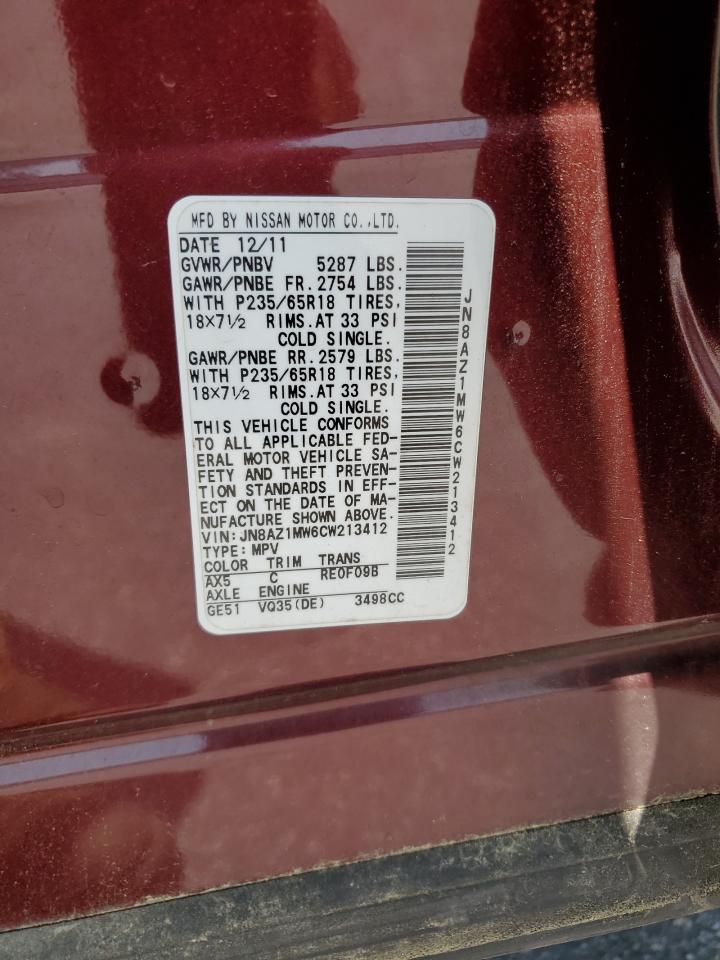 MFD BY NISSAN MOTOR CO.,LTD.
DATE 12/11
GVWR/PNBV 5287 LBS.
GAWR/PNBE FR. 2754 LBS.
WITH P235/65R18 TIRES,
18×7½ RIMS. AT 33 PSI
COLD SINGLE.
GAWR/PNBE RR. 2579 LBS.
WITH P235/65R18 TIRES,
18×7½ RIMS. AT 33 PSI
COLD SINGLE.
THIS VEHICLE CONFORMS
TO ALL APPLICABLE FED-
ERAL MOTOR VEHICLE SA-
FETY AND THEFT PREVEN-
TION STANDARDS IN EFF-
ECT ON THE DATE OF MA-
NUFACTURE SHOWN ABOVE.
VIN: JN8AZ1MW6CW213412
TYPE: MPV
COLOR TRIM TRANS
AX5 C RE0F09B
AXLE ENGINE
GE51 VQ35(DE) 3498CC
JN8AZ1MW6CW213412